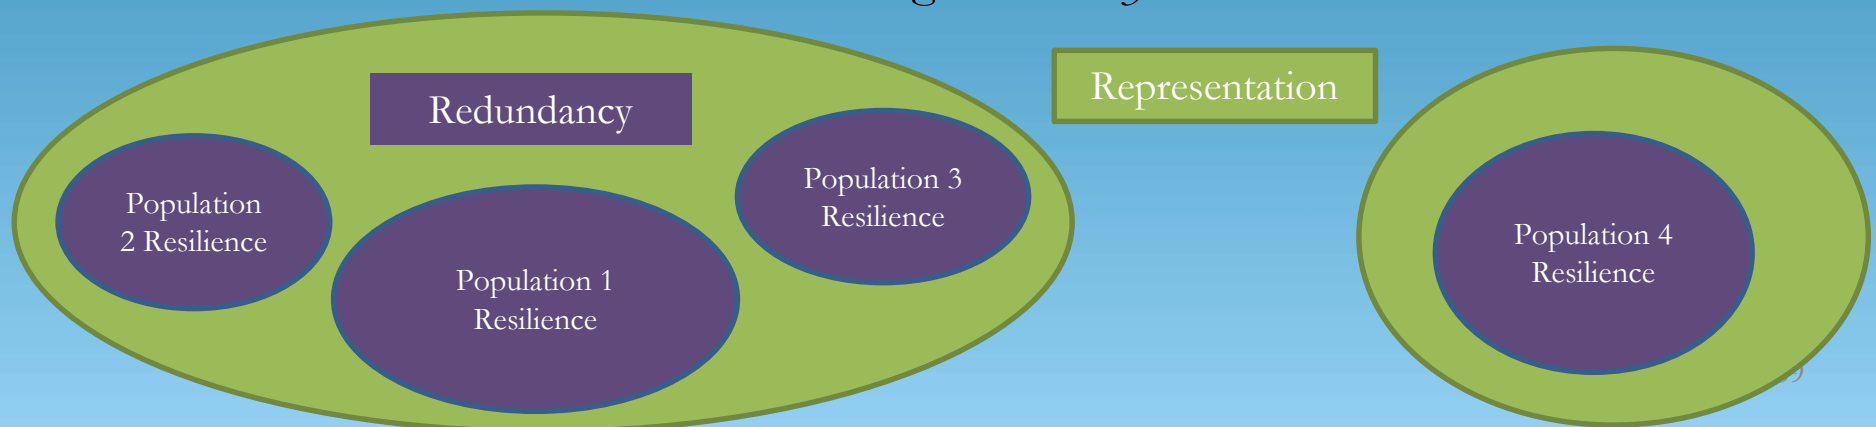 Redundancy
Representation
Population
2 Resilience
Population 1
Resilience
Population 3
Resilience
Population 4
Resilience